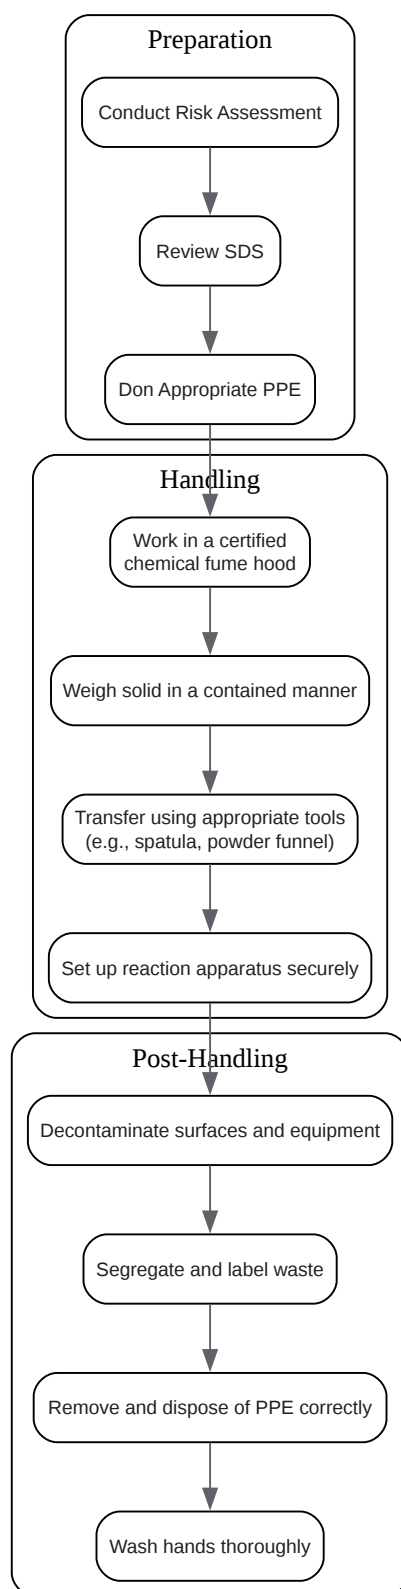 Preparation
Conduct Risk Assessment
Review SDS
Don Appropriate PPE
Handling
Work in a certified
chemical fume hood
Weigh solid in a contained manner
Transfer using appropriate tools
(e.g., spatula, powder funnel)
Set up reaction apparatus securely
Post-Handling
Decontaminate surfaces and equipment
Segregate and label waste
Remove and dispose of PPE correctly
Wash hands thoroughly